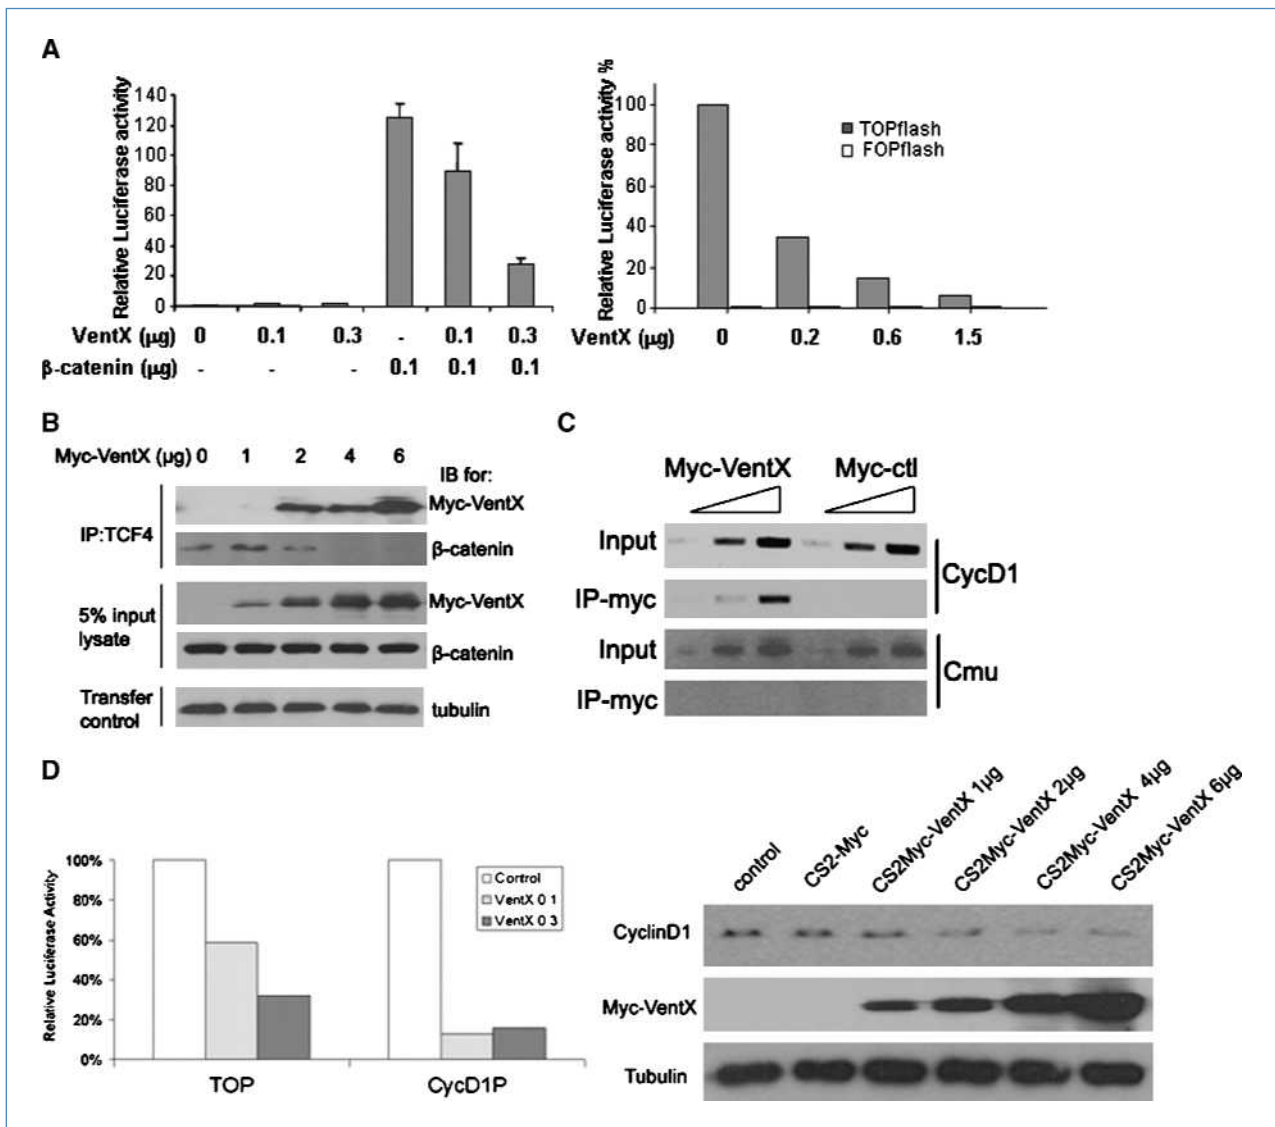 A
Relative Luciferase activity
140
120
100
80
60
40
20
0
VentX (μg) 0 0.1 0.3 - 0.1 0.3
β-catenin (μg) - - - 0.1 0.1 0.1
Relative Luciferase activity %
100
80
60
40
20
0
TOPflash
FOPflash
VentX (μg) 0 0.2 0.6 1.5
B
Myc-VentX (μg) 0 1 2 4 6
IB for:
IP:TCF4
Myc-VentX
β-catenin
5% input
lysate
Myc-VentX
β-catenin
Transfer
control
tubulin
C
Myc-VentX Myc-ctl
Input
IP-myc
CycD1
Input
IP-myc
Cmu
D
Relative Luciferase Activity
100%
80%
60%
40%
20%
0%
Control
VentX 0 1
VentX 0 3
TOP CycD1P
control
CS2-Myc
CS2Myc-VentX 1μg
CS2Myc-VentX 2μg
CS2Myc-VentX 4μg
CS2Myc-VentX 6μg
CyclinD1
Myc-VentX
Tubulin